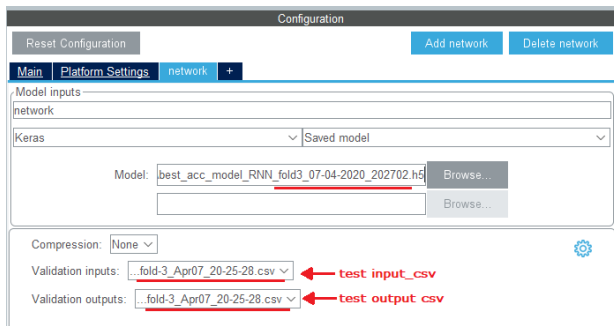 Configuration
Reset Configuration Add network Delete network
Main Platform Settings network +
Model inputs
network
Keras Saved model
Model: .best_acc_model_RNN_fold3_07-04-2020_202702.h5 Browse...
Browse...
Compression: None
Validation inputs: ...fold-3_Apr07_20-25-28.csv test input_csv
Validation outputs: ...fold-3_Apr07_20-25-28.csv test output csv